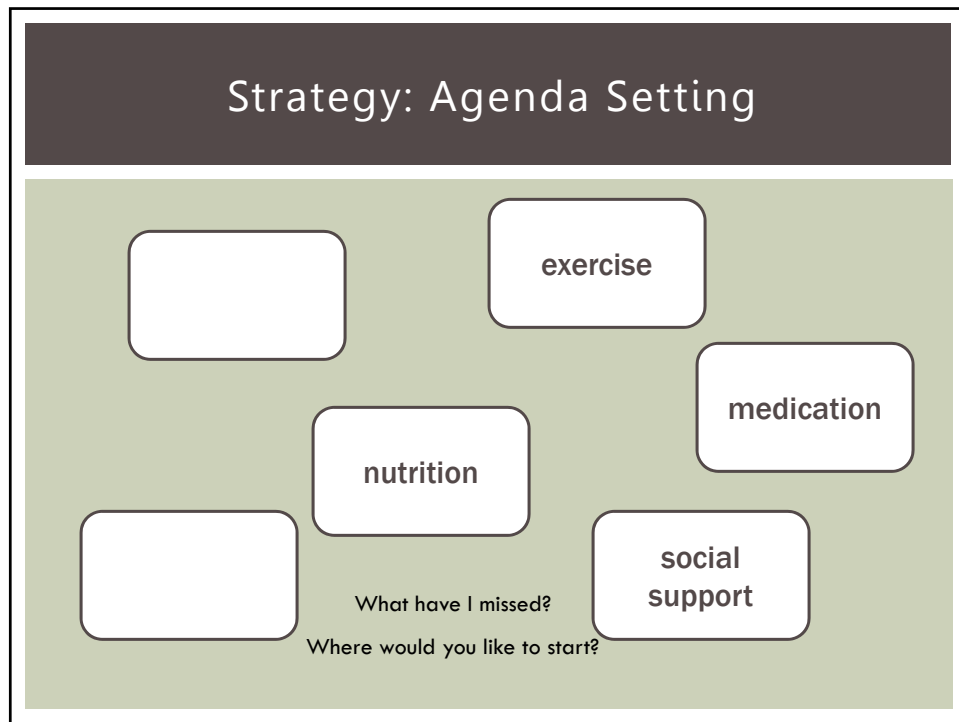 Strategy: Agenda Setting
exercise
medication
nutrition
social
support
What have I missed?
Where would you like to start?